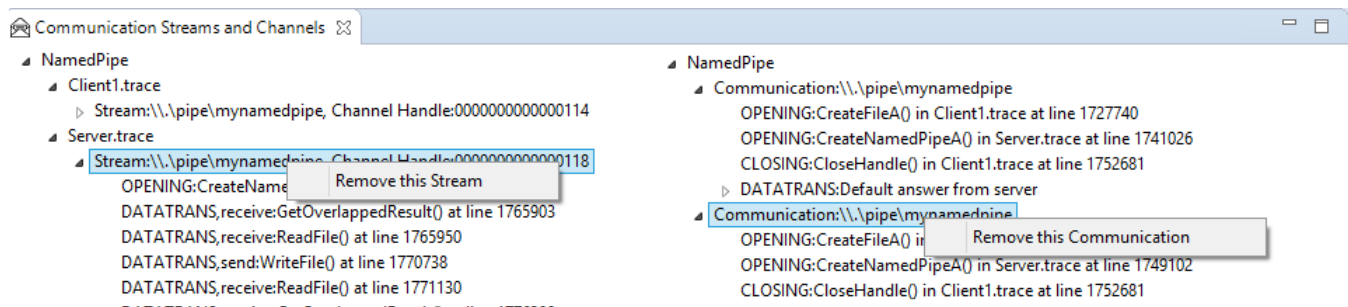 Communication Streams and Channels
NamedPipe
Client1.trace
Stream:\\.\pipe\mynamedpipe, Channel Handle:0000000000000114
Server.trace
Stream:\\.\pipe\mynamedpipe, Channel Handle:0000000000000118
Remove this Stream
OPENING:CreateName
DATATRANS,receive:GetOverlappedResult() at line 1765903
DATATRANS,receive:ReadFile() at line 1765950
DATATRANS,send:WriteFile() at line 1770738
DATATRANS,receive:ReadFile() at line 1771130
NamedPipe
Communication:\\.\pipe\mynamedpipe
OPENING:CreateFileA() in Client1.trace at line 1727740
OPENING:CreateNamedPipeA() in Server.trace at line 1741026
CLOSING:CloseHandle() in Client1.trace at line 1752681
DATATRANS:Default answer from server
Communication:\\.\pipe\mynamedpipe
Remove this Communication
OPENING:CreateFileA() i
OPENING:CreateNamedPipeA() in Server.trace at line 1749102
CLOSING:CloseHandle() in Client1.trace at line 1752681